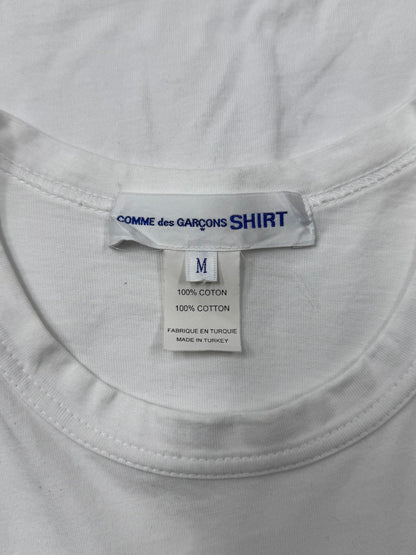 COMME des GARÇONS SHIRT
M
100% COTON
100% COTTON
FABRIQUE EN TURQUIE
MADE IN TURKEY